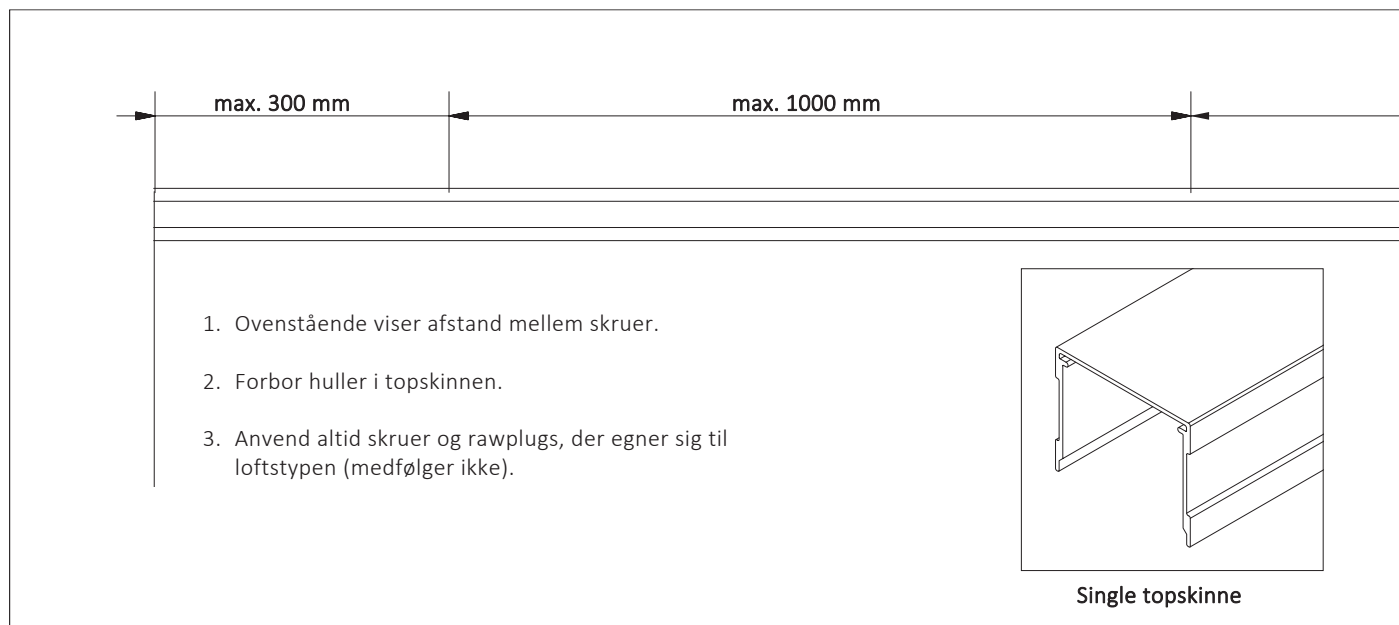 max. 300 mm
max. 1000 mm
1. Ovenstående viser afstand mellem skruer.
2. Forbor huller i topskinnen.
3. Anvend altid skruer og rawplugs, der egner sig til
loftstypen (medfølger ikke).
Single topskinne